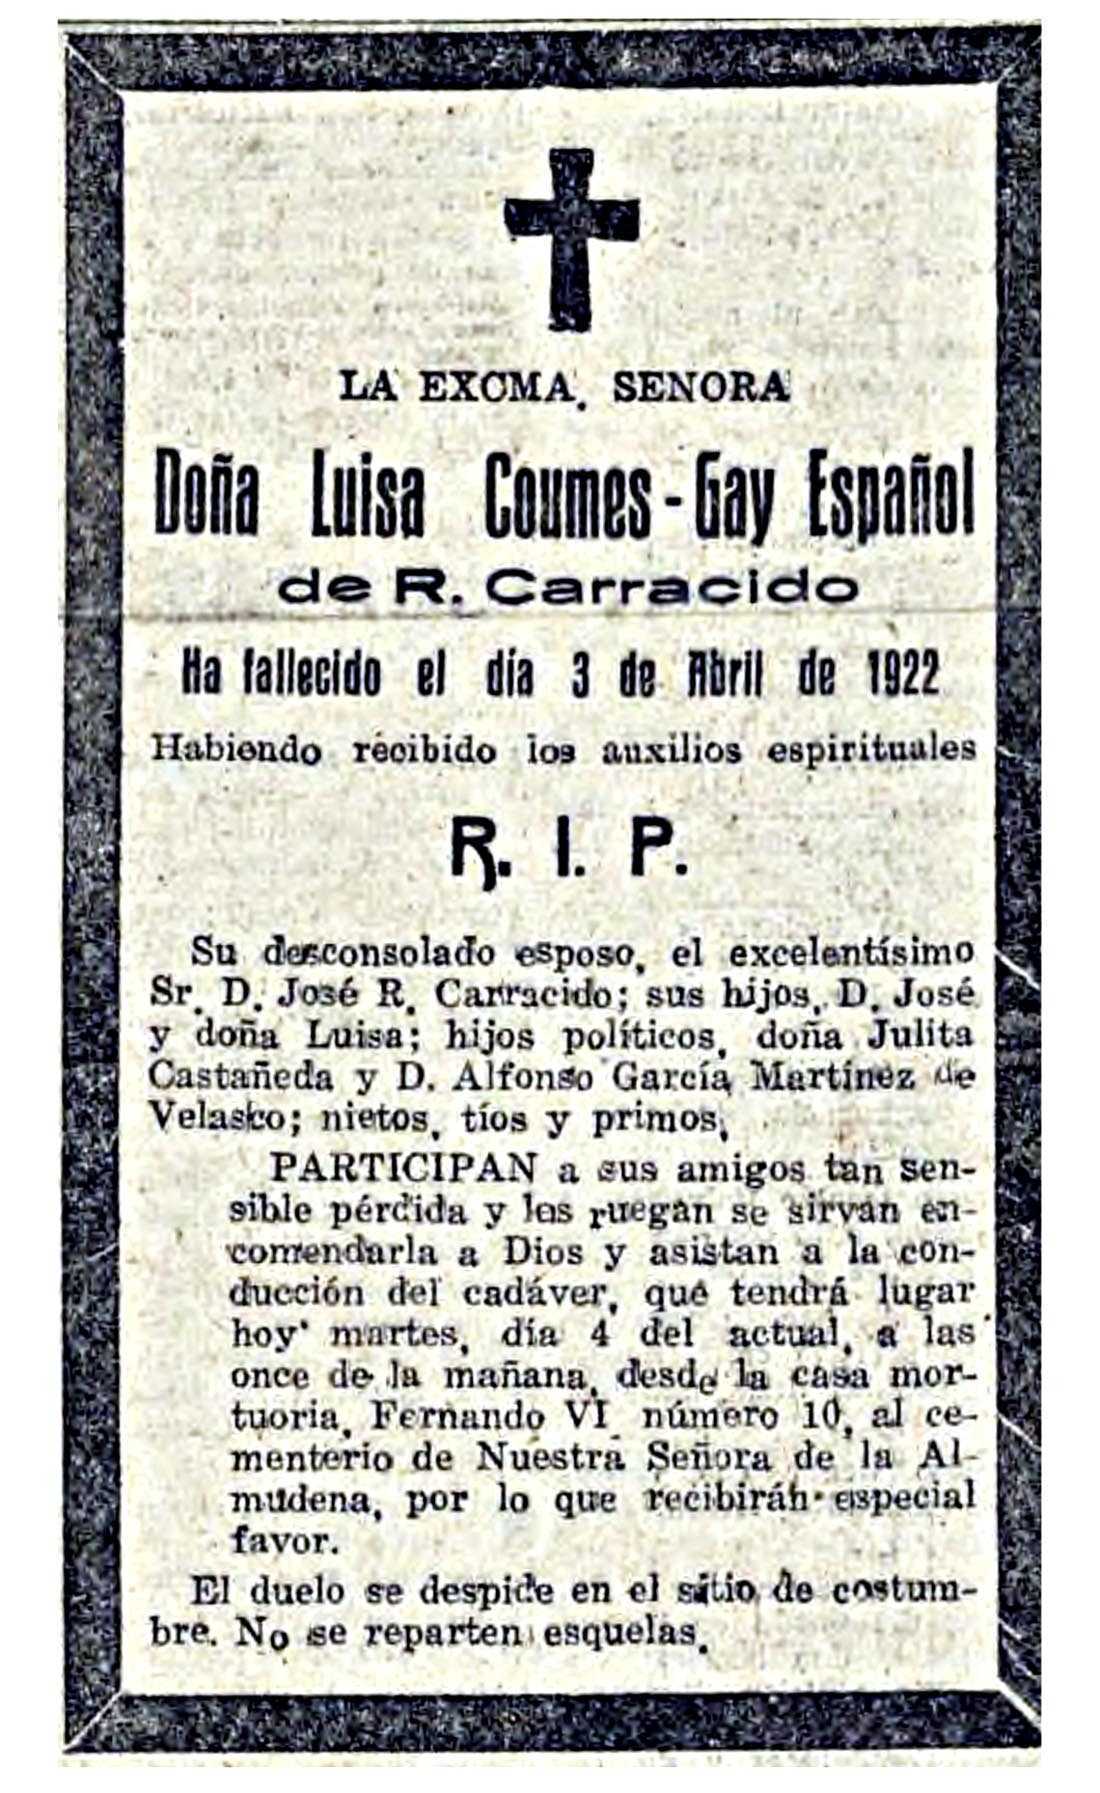 LA EXCMA. SENORA
Doña Luisa Coumes-Gay Español
de R. Carracido
Ha fallecido el día 3 de Abril de 1922
Habiendo recibido los auxilios espirituales
R. I. P.
Su desconsolado esposo, el excelentísimo
Sr. D. José R. Carracido; sus hijos, D. José
y doña Luisa; hijos políticos, doña Julita
Castañeda y D. Alfonso García Martínez de
Velasco; nietos, tíos y primos,
PARTICIPAN a sus amigos tan sen-
sible pérdida y les ruegan se sirvan en-
comendarla a Dios y asistan a la con-
ducción del cadáver, que tendrá lugar
hoy martes, día 4 del actual, a las
once de la mañana, desde la casa mor-
tuoria, Fernando VI, número 10, al ce-
menterio de Nuestra Señora de la Al-
mudena, por lo que recibirán especial
favor.
El duelo se despide en el sitio de costum-
bre. No se reparten esquelas.